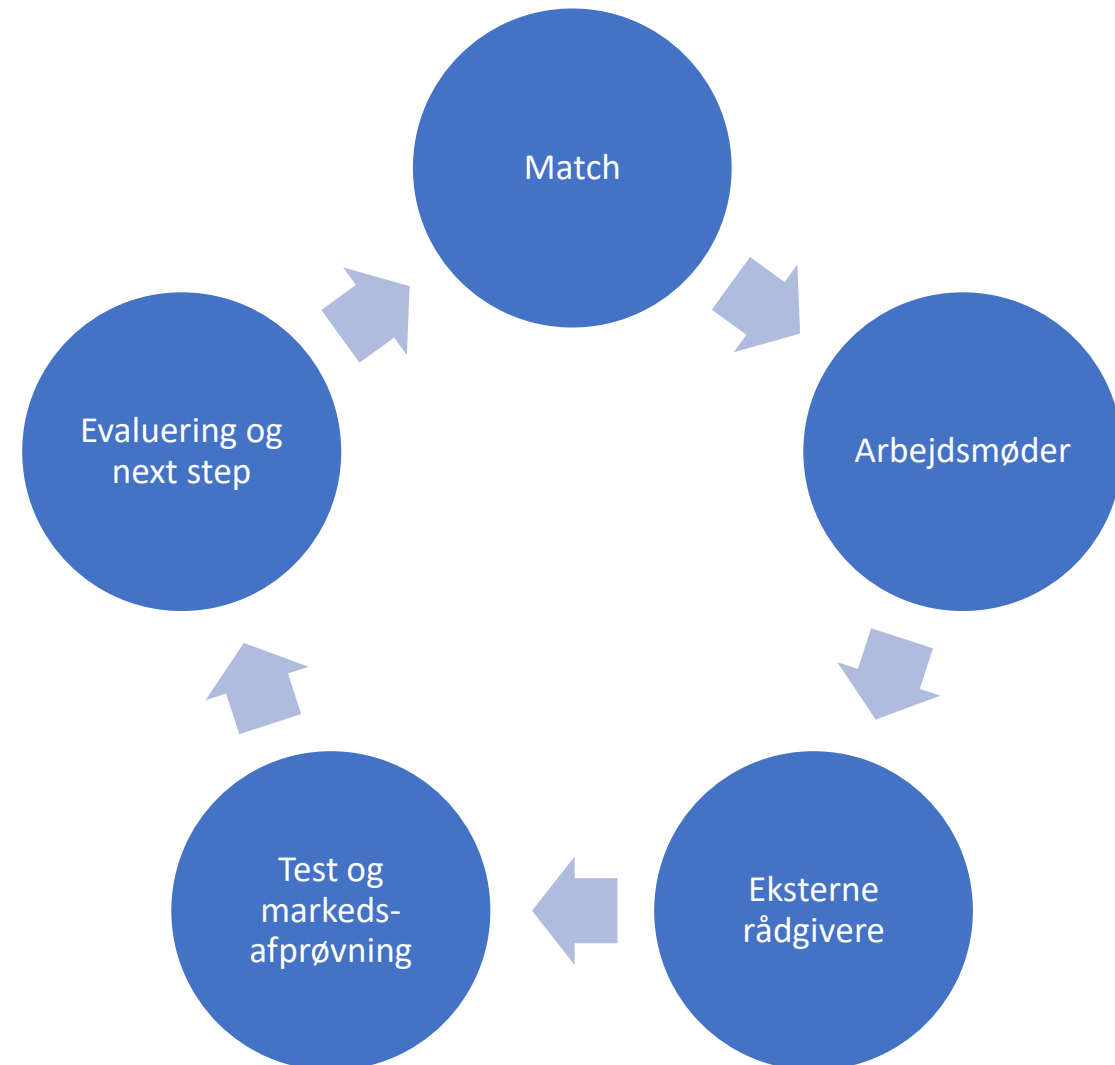 Match
Arbejdsmøder
Eksterne
rådgivere
Test og
markeds-
afprøvning
Evaluering og
next step